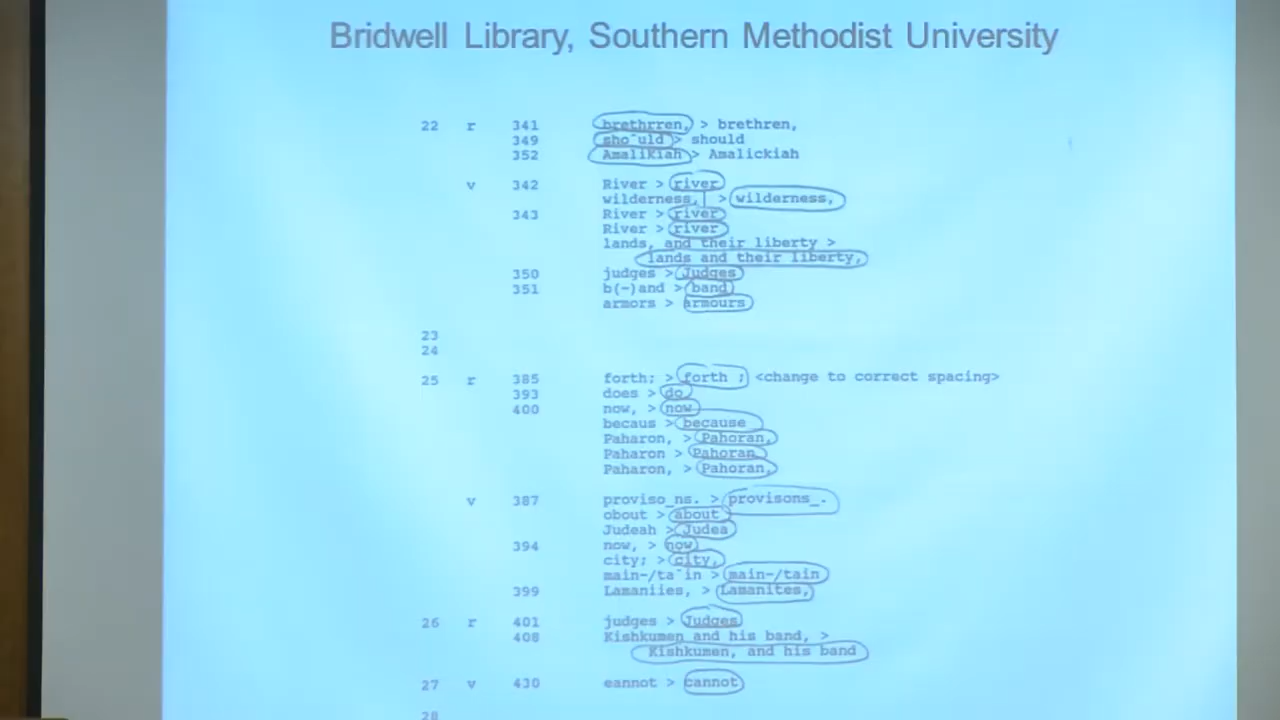 Bridwell Library, Southern Methodist University
22 r 341 brethrren, > brethren,
349 sho^uld > should
352 AmaliKiah > Amalickiah
v 342 River > river
wilderness,| > wilderness,
343 River > river
River > river
lands, and their liberty >
lands and their liberty,
350 judges > Judges
351 b(-)and > band
armors > armours
23
24
25 r 385 forth; > forth ; <change to correct spacing>
393 does > do
400 now, > now
becaus > because
Paharon, > Pahoran,
Paharon > Pahoran
Paharon, > Pahoran,
v 387 proviso_ns. > provisons_.
obout > about
Judeah > Judea
394 now, > now
city; > city,
main-/ta^in > main-/tain
399 Lamaniies, > Lamanites,
26 r 401 judges > Judges
408 Kishkumen and his band, >
Kishkumen, and his band
27 v 430 eannot > cannot
28